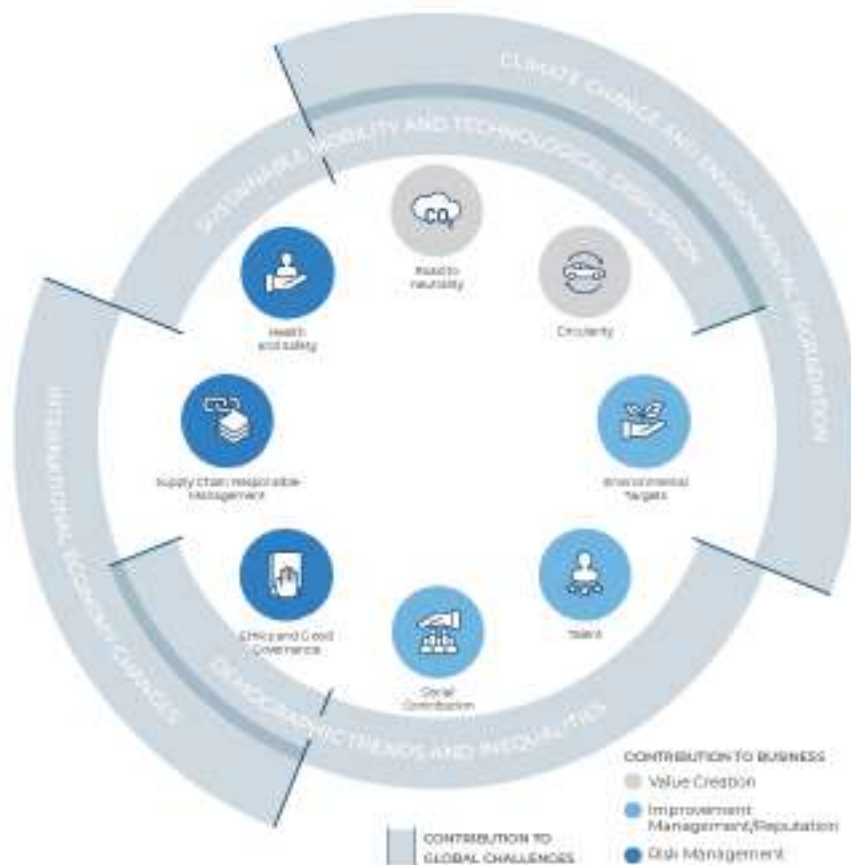 CLIMATE CHANGE AND ENVIRONMENTAL DEGRADATION
SUSTAINABLE MOBILITY AND TECHNOLOGICAL DISRUPTION
CO₂
Road to
neutrality
Circularity
Health
and safety
Supply Chain Responsible
Management
Environmental
Targets
Ethics and Good
Governance
Talent
Social
Contribution
INTERNATIONAL ECONOMY CHANGES
DEMOGRAPHIC TRENDS AND INEQUALITIES
CONTRIBUTION TO BUSINESS
Value Creation
Improvement
Management/Reputation
Risk Management
CONTRIBUTION TO
GLOBAL CHALLENGES